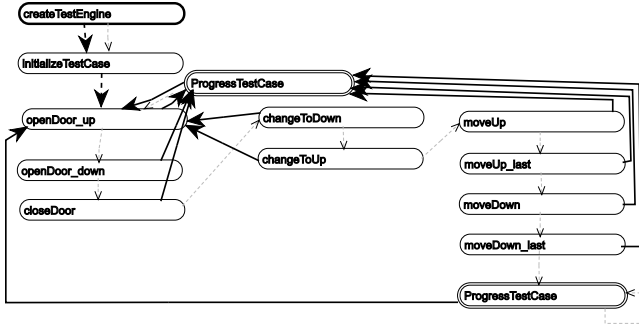 createTestEngine
initializeTestCase
ProgressTestCase
openDoor_up
changeToDown
moveUp
changeToUp
moveUp_last
openDoor_down
closeDoor
moveDown
moveDown_last
ProgressTestCase